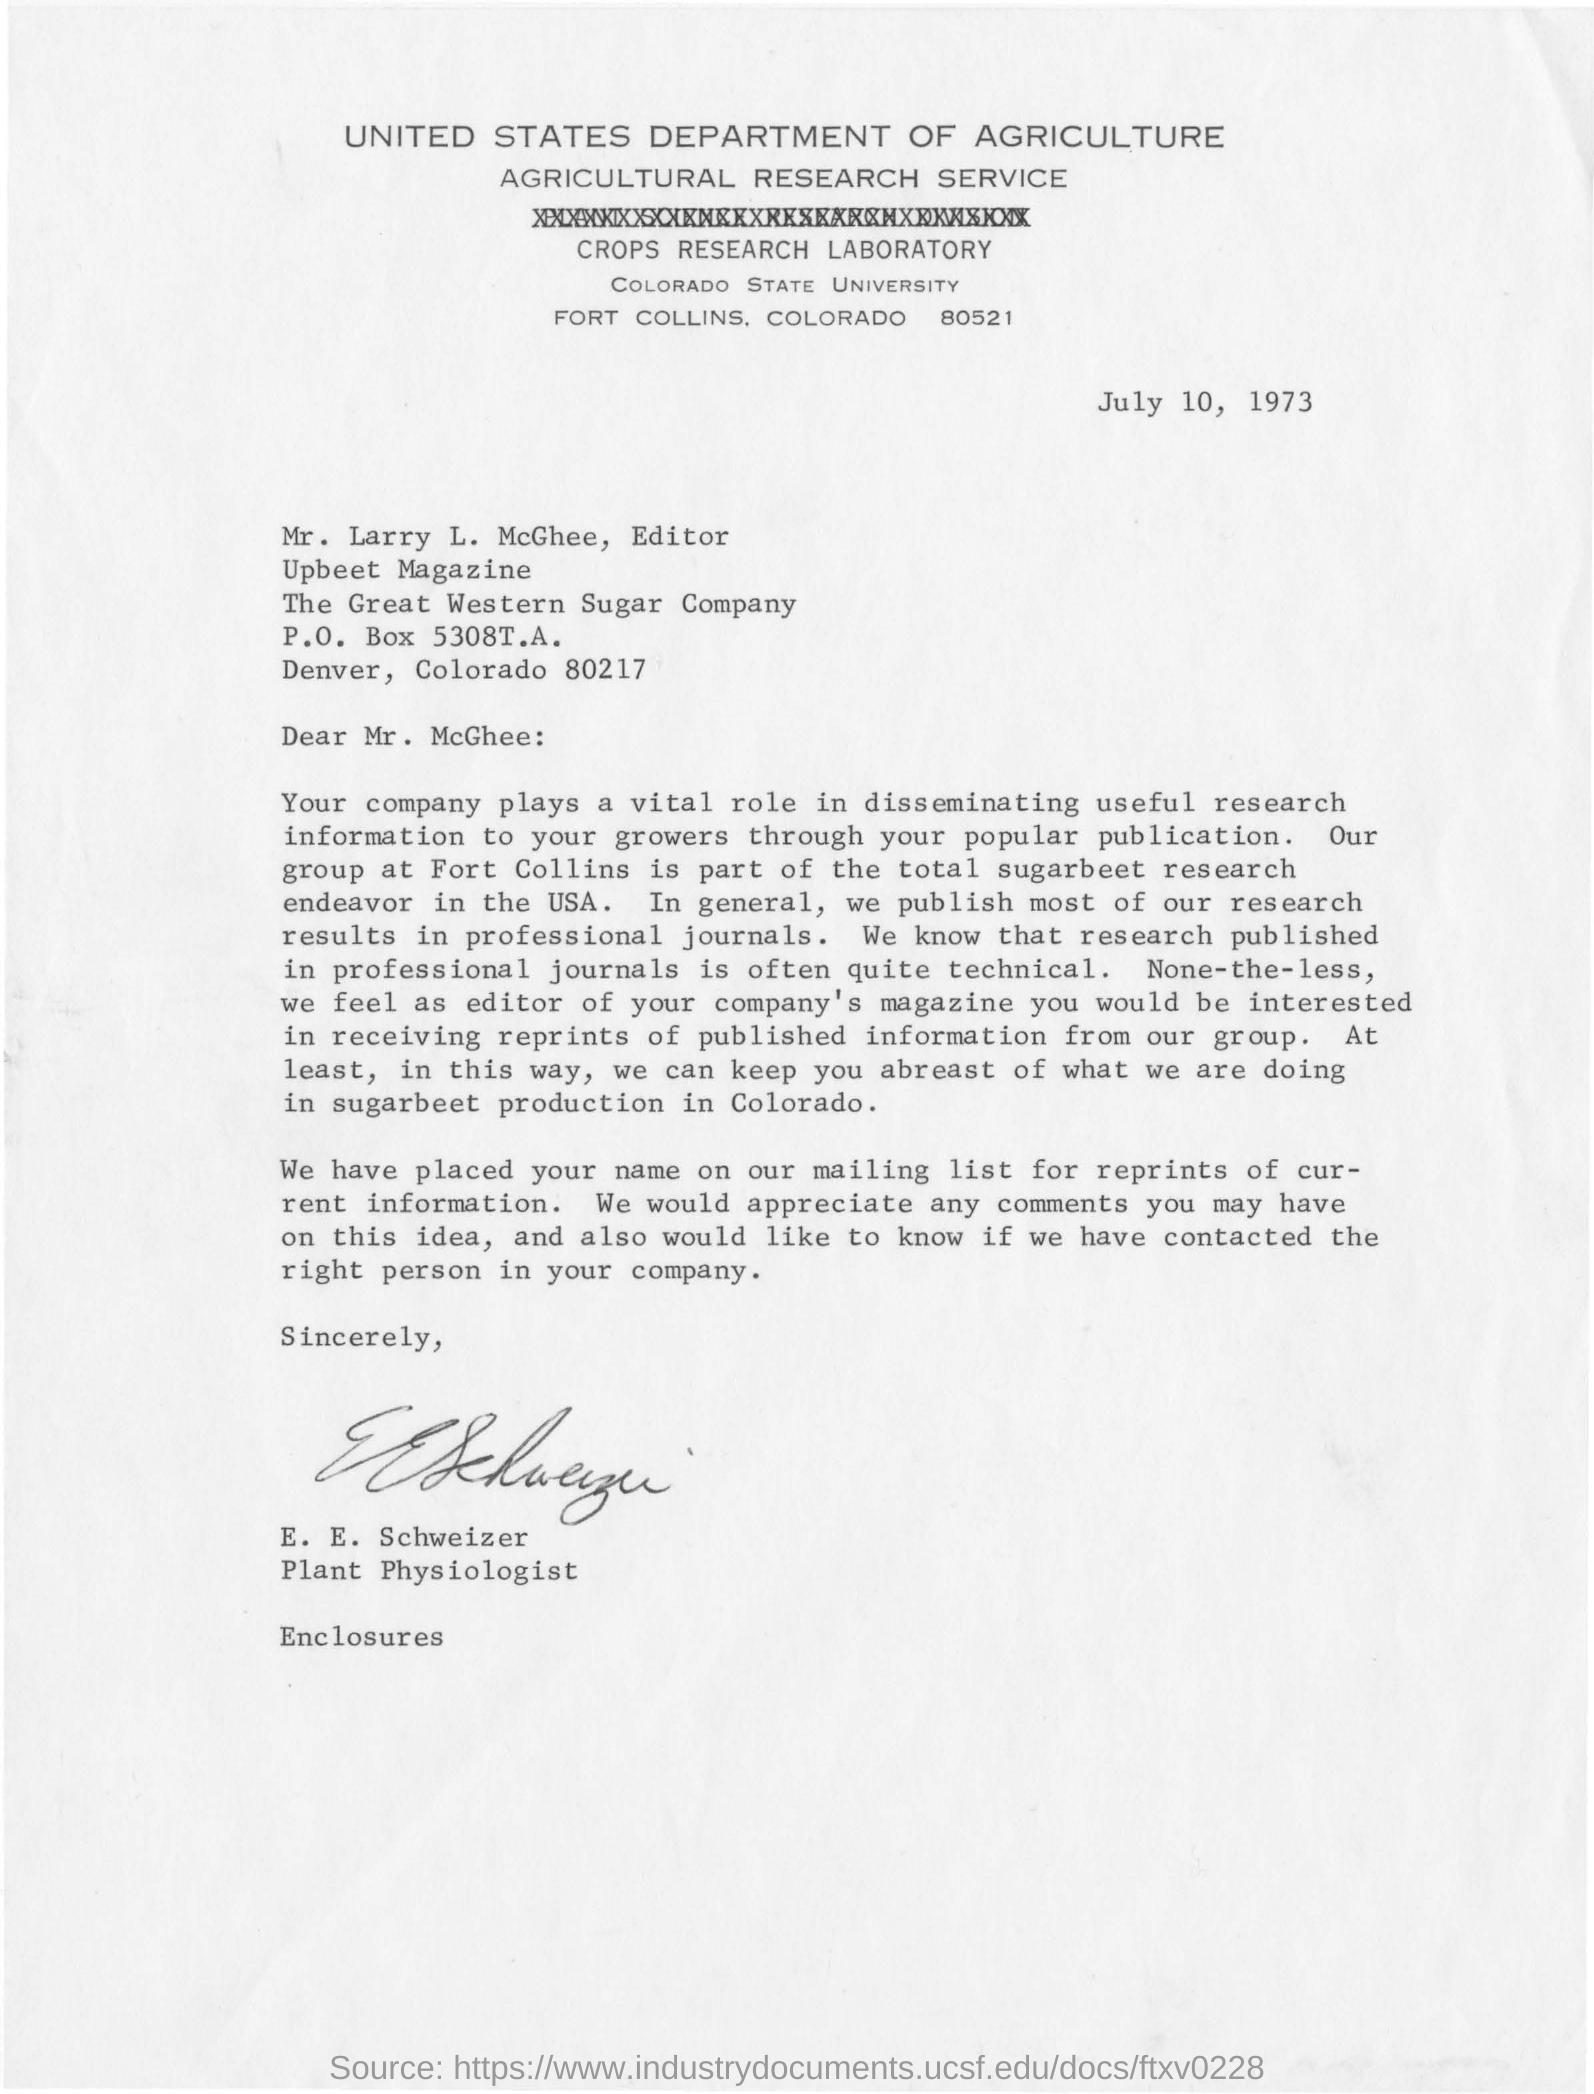 UNITED STATES DEPARTMENT OF AGRICULTURE
AGRICULTURAL RESEARCH SERVICE
PLANT SCIENCE RESEARCH DIVISION
CROPS RESEARCH LABORATORY
COLORADO STATE UNIVERSITY
FORT COLLINS, COLORADO 80521
July 10, 1973
Mr. Larry L. McGhee, Editor
Upbeet Magazine
The Great Western Sugar Company
P.O. Box 5308T.A.
Denver, Colorado 80217
Dear Mr. McGhee:
Your company plays a vital role in disseminating useful research
information to your growers through your popular publication. Our
group at Fort Collins is part of the total sugarbeet research
endeavor in the USA. In general, we publish most of our research
results in professional journals. We know that research published
in professional journals is often quite technical. None-the-less,
we feel as editor of your company's magazine you would be interested
in receiving reprints of published information from our group. At
least, in this way, we can keep you abreast of what we are doing
in sugarbeet production in Colorado.
We have placed your name on our mailing list for reprints of cur-
rent information. We would appreciate any comments you may have
on this idea, and also would like to know if we have contacted the
right person in your company.
Sincerely,
E E Schweizer
E. E. Schweizer
Plant Physiologist
Enclosures
Source: https://www.industrydocuments.ucsf.edu/docs/ftxv0228